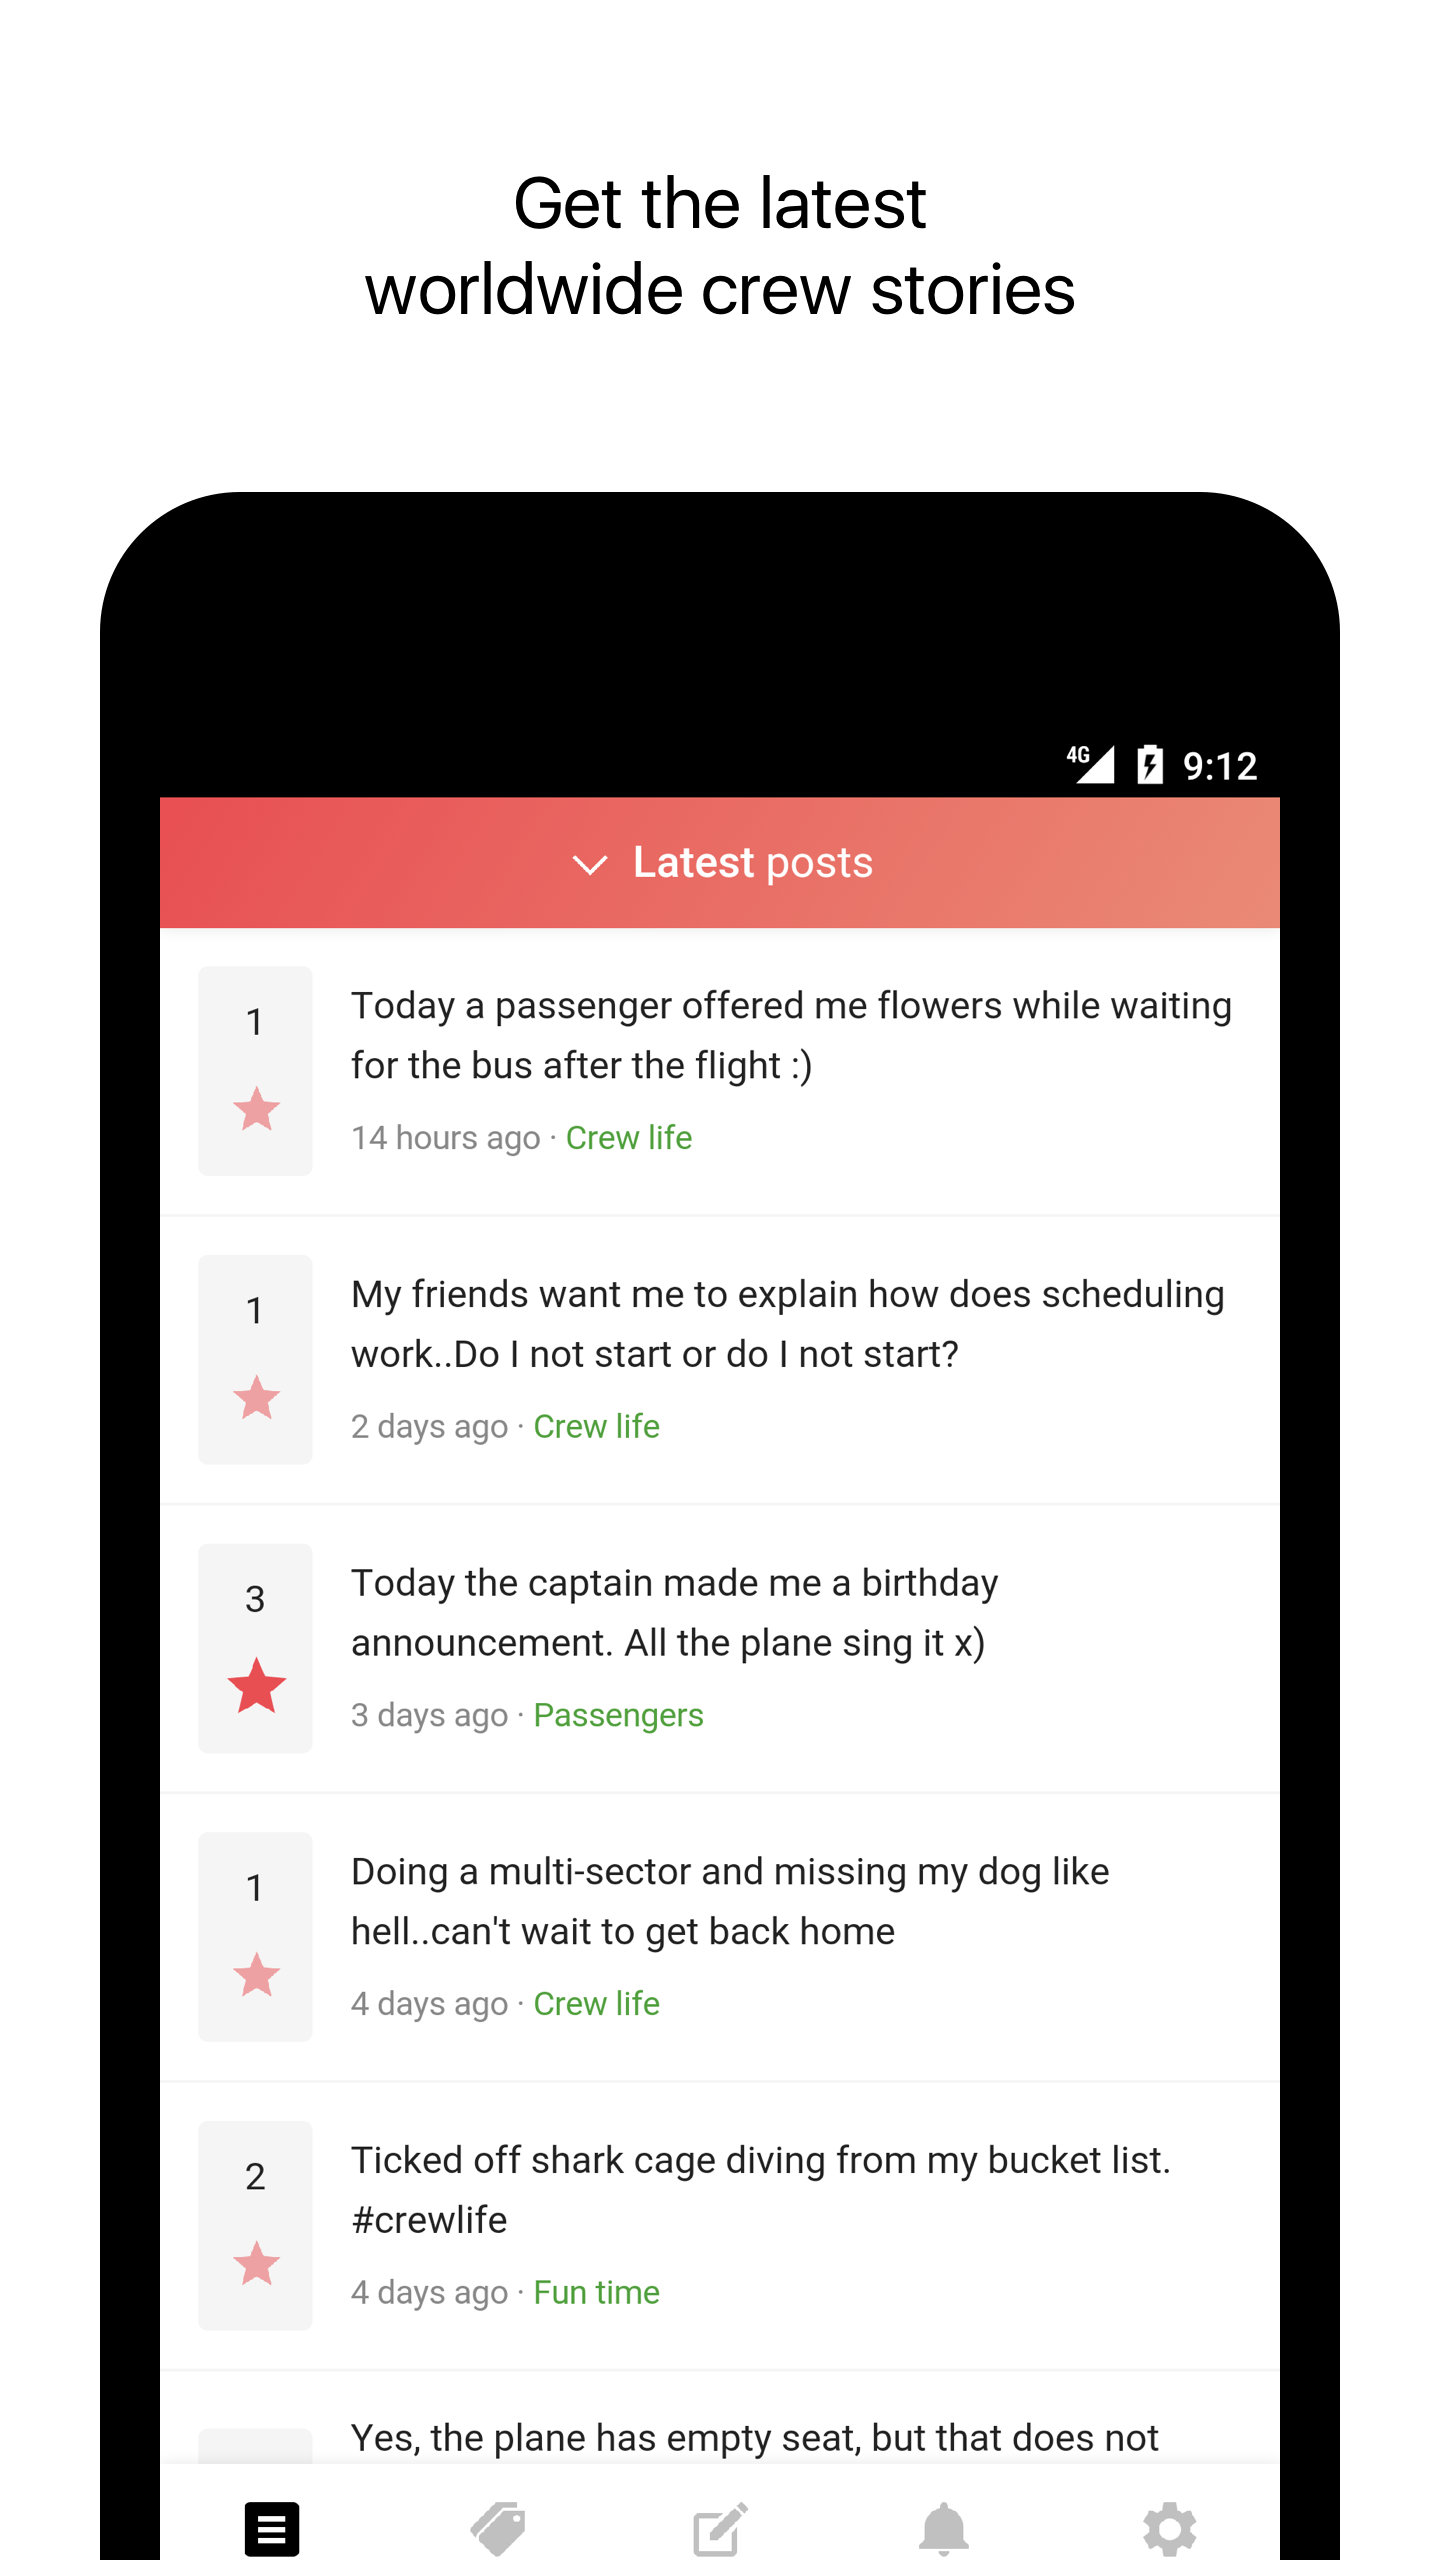 Get the latest
worldwide crew stories
4G 9:12
Latest posts
1
Today a passenger offered me flowers while waiting
for the bus after the flight :)
14 hours ago · Crew life
1
My friends want me to explain how does scheduling
work..Do I not start or do I not start?
2 days ago · Crew life
3
Today the captain made me a birthday
announcement. All the plane sing it x)
3 days ago · Passengers
1
Doing a multi-sector and missing my dog like
hell..can't wait to get back home
4 days ago · Crew life
2
Ticked off shark cage diving from my bucket list.
#crewlife
4 days ago · Fun time
Yes, the plane has empty seat, but that does not